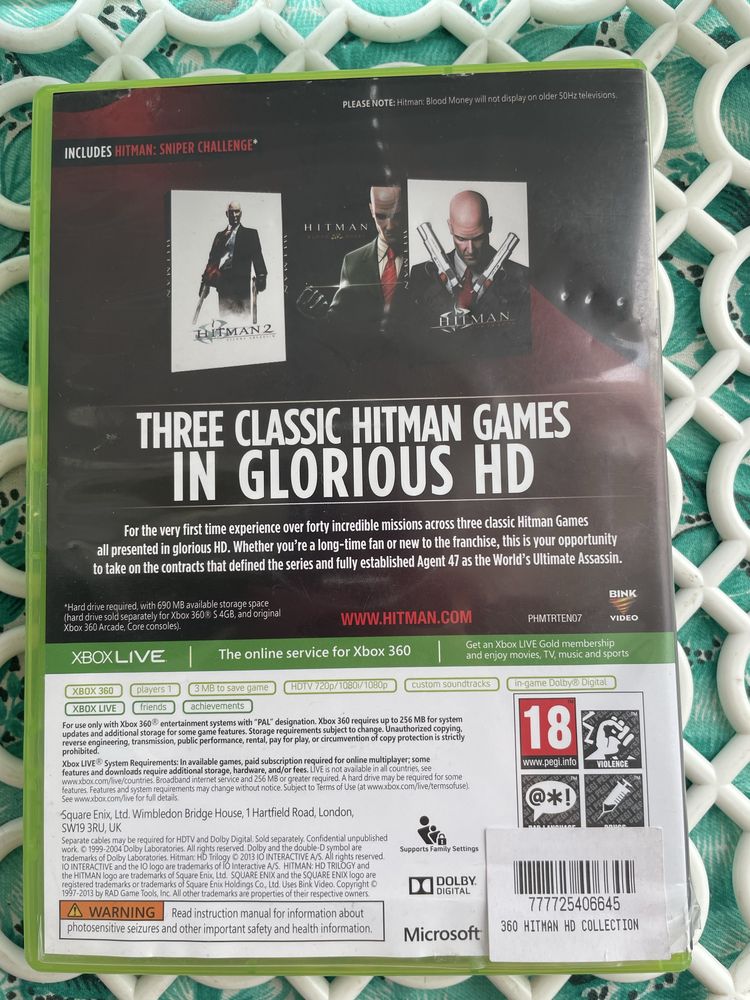 PLEASE NOTE: Hitman: Blood Money will not display on older 50Hz televisions.
INCLUDES HITMAN: SNIPER CHALLENGE*
HITMAN
HITMAN 2
HITMAN
THREE CLASSIC HITMAN GAMES
IN GLORIOUS HD
For the very first time experience over forty incredible missions across three classic Hitman Games
all presented in glorious HD. Whether you're a long-time fan or new to the franchise, this is your opportunity
to take on the contracts that defined the series and fully established Agent 47 as the World's Ultimate Assassin.
*Hard drive required, with 690 MB available storage space
(hard drive sold separately for Xbox 360® S 4GB, and original
Xbox 360 Arcade, Core consoles).
WWW.HITMAN.COM
PHMTRTEN07
BINK
VIDEO
XBOX LIVE
The online service for Xbox 360
Get an Xbox LIVE Gold membership
and enjoy movies, TV, music and sports
XBOX 360 players 1 3 MB to save game HDTV 720p/1080i/1080p custom soundtracks in-game Dolby® Digital
XBOX LIVE friends achievements
For use only with Xbox 360® entertainment systems with "PAL" designation. Xbox 360 requires up to 256 MB for system
updates and additional storage for some game features. Storage requirements subject to change. Unauthorized copying,
reverse engineering, transmission, public performance, rental, pay for play, or circumvention of copy protection is strictly
prohibited.
Xbox LIVE® System Requirements: In available games, paid subscription required for online multiplayer; some
features and downloads require additional storage, hardware, and/or fees. LIVE is not available in all countries, see
www.xbox.com/live/countries. Broadband internet service and 256 MB or greater required. A hard drive may be required for some
features. Features and system requirements may change without notice. Subject to Terms of Use (at www.xbox.com/live/termsofuse).
See www.xbox.com/live for full details.
Square Enix, Ltd. Wimbledon Bridge House, 1 Hartfield Road, London,
SW19 3RU, UK
Separate cables may be required for HDTV and Dolby Digital. Sold separately. Confidential unpublished
work. © 1999-2004 Dolby Laboratories. All rights reserved. Dolby and the double-D symbol are
trademarks of Dolby Laboratories. Hitman: HD Trilogy © 2013 IO INTERACTIVE A/S. All rights reserved.
IO INTERACTIVE and the IO logo are trademarks of IO Interactive A/S. HITMAN: HD TRILOGY and
the HITMAN logo are trademarks of Square Enix, Ltd. SQUARE ENIX and the SQUARE ENIX logo are
registered trademarks or trademarks of Square Enix Holdings Co., Ltd. Uses Bink Video. Copyright ©
1997-2013 by RAD Game Tools, Inc. All other trademarks are properties of their respective owners.
WARNING Read instruction manual for information about
photosensitive seizures and other important safety and health information.
Supports Family Settings
DOLBY
DIGITAL
Microsoft
18
www.pegi.info
VIOLENCE
@*!
777725406645
360 HITMAN HD COLLECTION